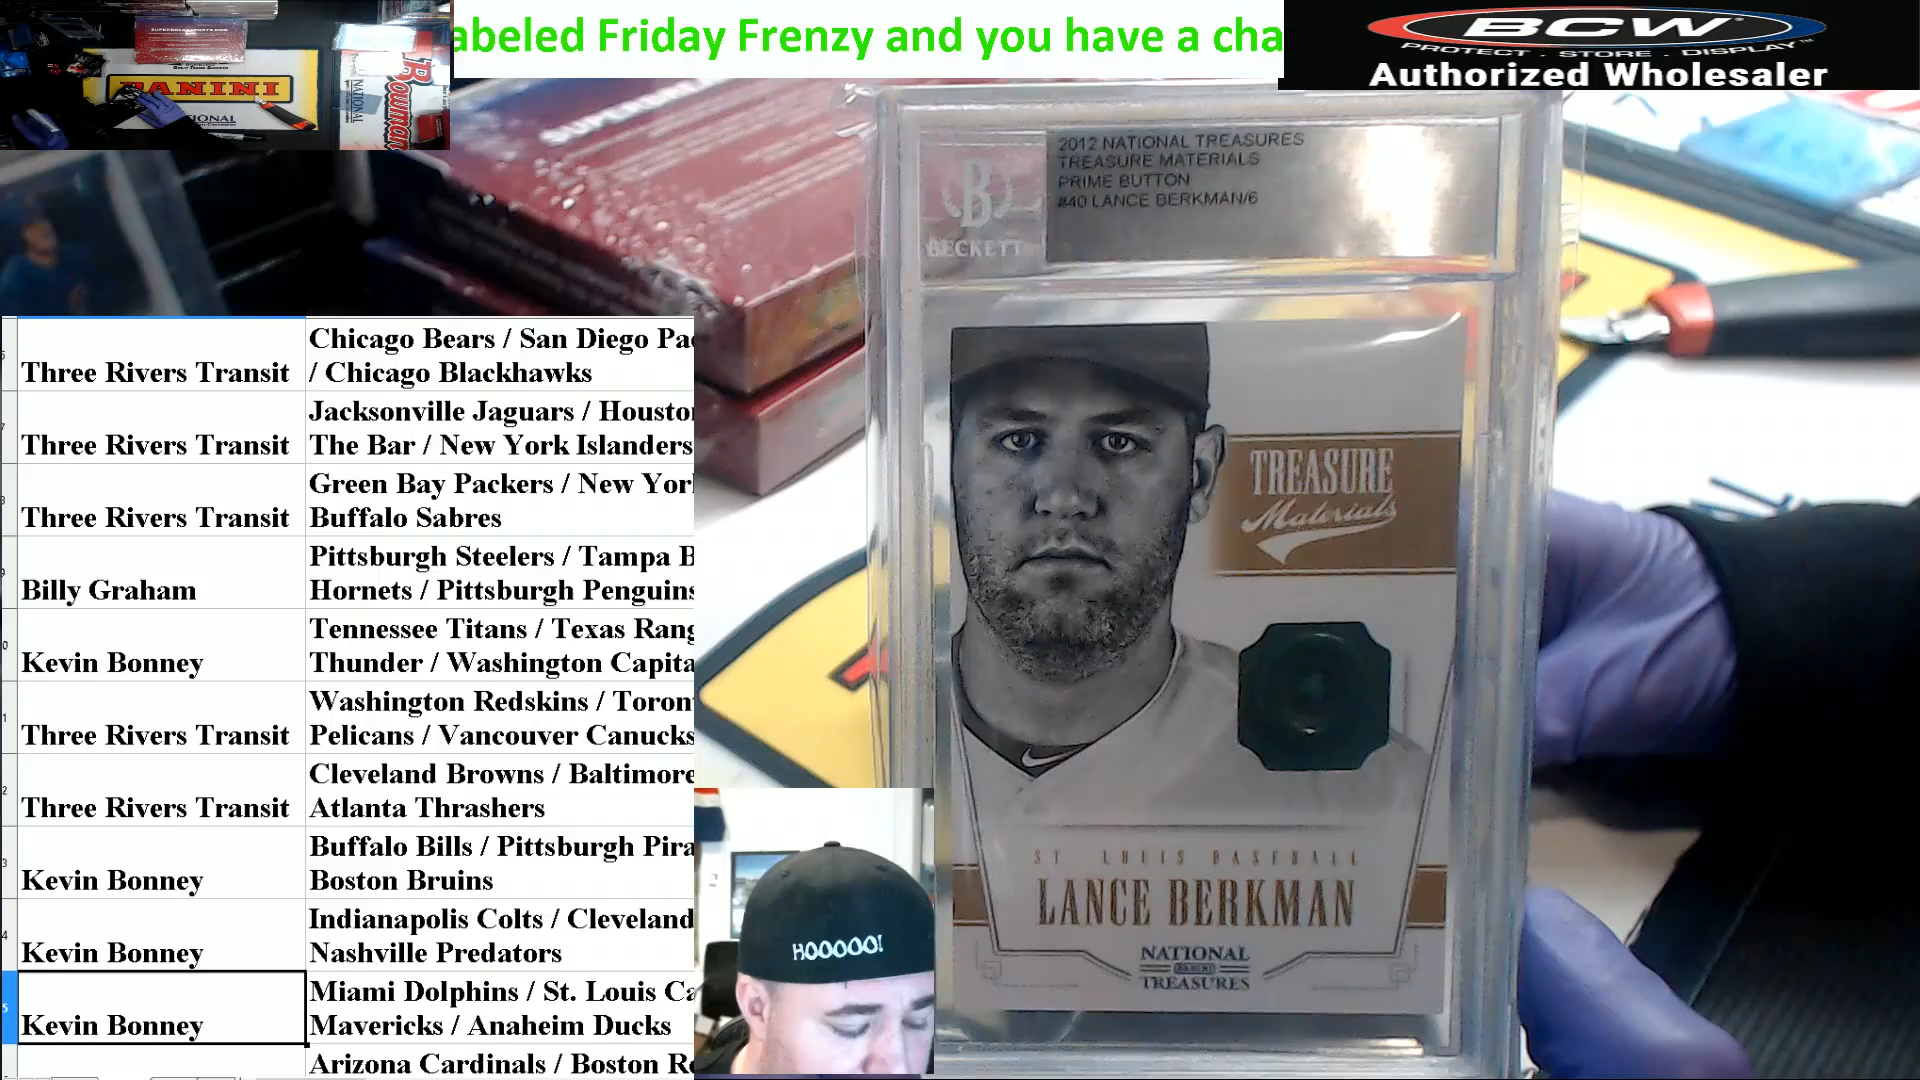 SUPERBREAKSPORTS.COM
PANINI
Bowman
NATIONAL
abeled Friday Frenzy and you have a cha
BCW
PROTECT. STORE. DISPLAY.™
Authorized Wholesaler
2012 NATIONAL TREASURES
TREASURE MATERIALS
PRIME BUTTON
#40 LANCE BERKMAN/6
B
BECKETT
TREASURE
Materials
ST LOUIS BASEBALL
LANCE BERKMAN
NATIONAL
PANINI
TREASURES
Chicago Bears / San Diego Pa
Three Rivers Transit / Chicago Blackhawks
Jacksonville Jaguars / Housto
Three Rivers Transit The Bar / New York Islanders
Green Bay Packers / New Yor
Three Rivers Transit Buffalo Sabres
Pittsburgh Steelers / Tampa B
Billy Graham Hornets / Pittsburgh Penguins
Tennessee Titans / Texas Rang
Kevin Bonney Thunder / Washington Capita
Washington Redskins / Toron
Three Rivers Transit Pelicans / Vancouver Canucks
Cleveland Browns / Baltimore
Three Rivers Transit Atlanta Thrashers
Buffalo Bills / Pittsburgh Pira
Kevin Bonney Boston Bruins
Indianapolis Colts / Cleveland
Kevin Bonney Nashville Predators
Miami Dolphins / St. Louis Ca
Kevin Bonney Mavericks / Anaheim Ducks
Arizona Cardinals / Boston Re
HOOOOO!